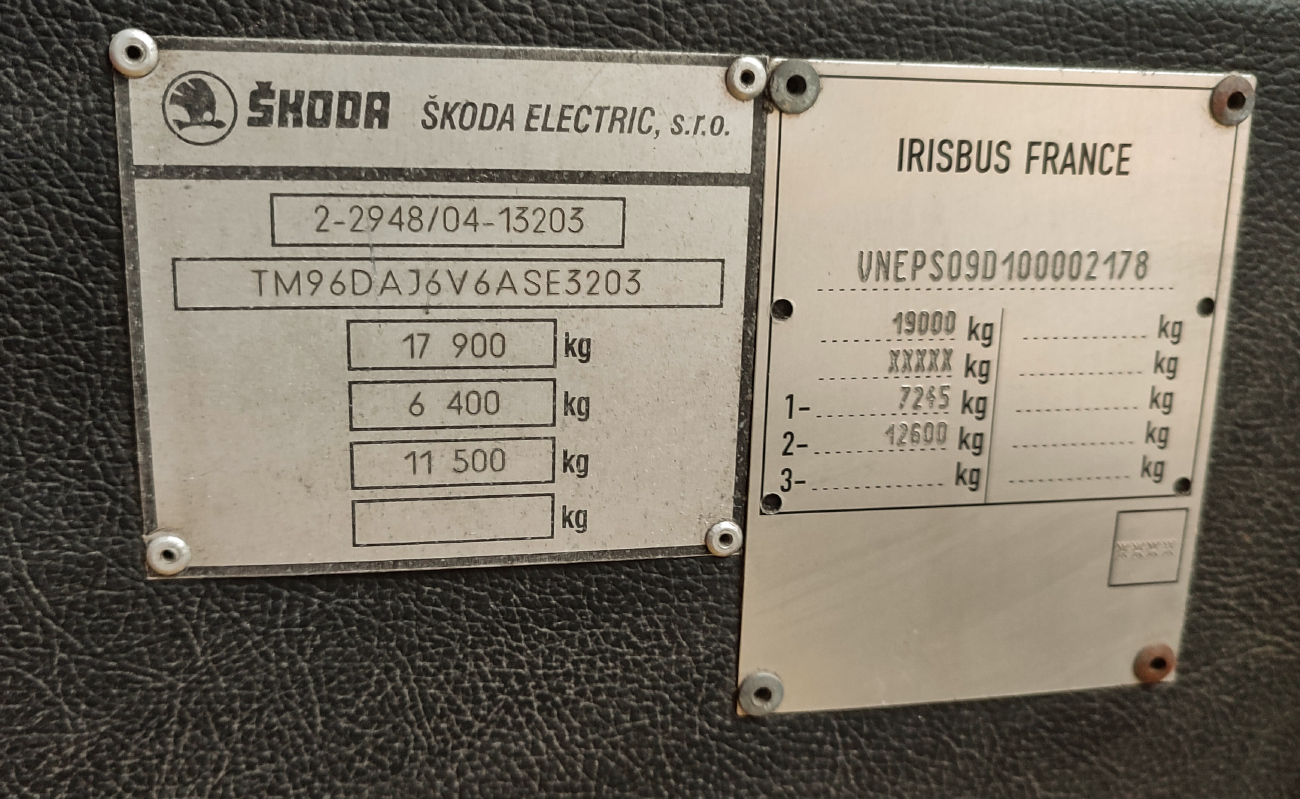 ŠKODA ŠKODA ELECTRIC, s.r.o.
2-2948/04-13203
TM96DAJ6V6ASE3203
17 900 kg
6 400 kg
11 500 kg
kg
IRISBUS FRANCE
VNEPS09D100002178
19000 kg kg
XXXXX kg kg
1- 7245 kg kg
2- 12600 kg kg
3- kg kg
XXXX